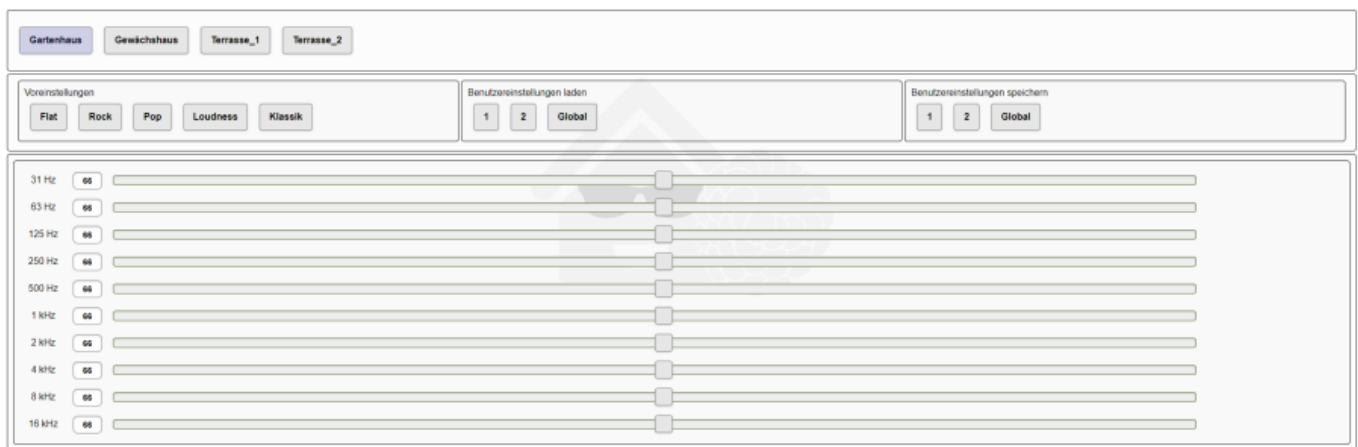 Gartenhaus Gewächshaus Terrasse_1 Terrasse_2
Voreinstellungen
Flat Rock Pop Loudness Klassik
Benutzereinstellungen laden
1 2 Global
Benutzereinstellungen speichern
1 2 Global
31 Hz 66
63 Hz 66
125 Hz 66
250 Hz 66
500 Hz 66
1 kHz 66
2 kHz 66
4 kHz 66
8 kHz 66
16 kHz 66